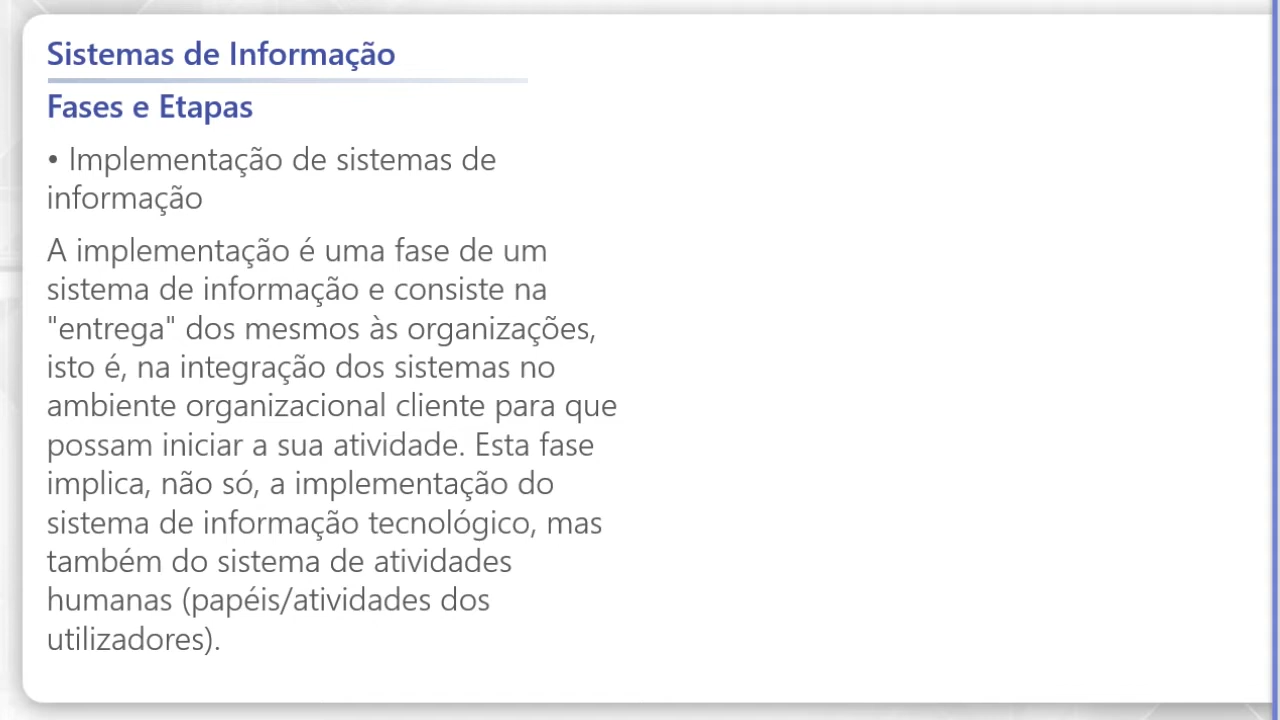 Sistemas de Informação
Fases e Etapas
• Implementação de sistemas de
informação
A implementação é uma fase de um
sistema de informação e consiste na
"entrega" dos mesmos às organizações,
isto é, na integração dos sistemas no
ambiente organizacional cliente para que
possam iniciar a sua atividade. Esta fase
implica, não só, a implementação do
sistema de informação tecnológico, mas
também do sistema de atividades
humanas (papéis/atividades dos
utilizadores).